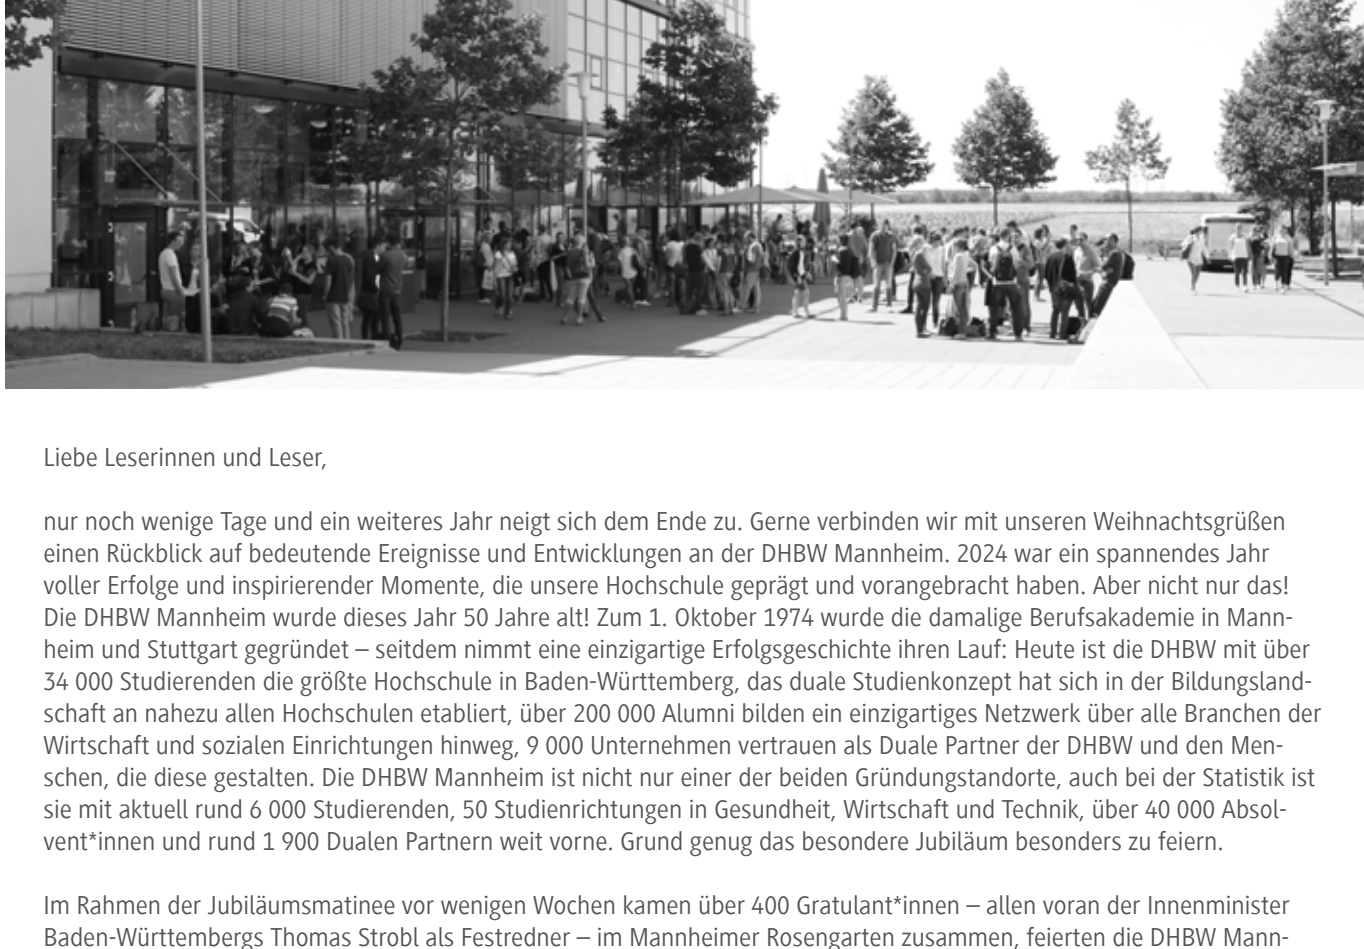 Liebe Leserinnen und Leser,
nur noch wenige Tage und ein weiteres Jahr neigt sich dem Ende zu. Gerne verbinden wir mit unseren Weihnachtsgrüßen
einen Rückblick auf bedeutende Ereignisse und Entwicklungen an der DHBW Mannheim. 2024 war ein spannendes Jahr
voller Erfolge und inspirierender Momente, die unsere Hochschule geprägt und vorangebracht haben. Aber nicht nur das!
Die DHBW Mannheim wurde dieses Jahr 50 Jahre alt! Zum 1. Oktober 1974 wurde die damalige Berufsakademie in Mann-
heim und Stuttgart gegründet – seitdem nimmt eine einzigartige Erfolgsgeschichte ihren Lauf: Heute ist die DHBW mit über
34 000 Studierenden die größte Hochschule in Baden-Württemberg, das duale Studienkonzept hat sich in der Bildungsland-
schaft an nahezu allen Hochschulen etabliert, über 200 000 Alumni bilden ein einzigartiges Netzwerk über alle Branchen der
Wirtschaft und sozialen Einrichtungen hinweg, 9 000 Unternehmen vertrauen als Duale Partner der DHBW und den Men-
schen, die diese gestalten. Die DHBW Mannheim ist nicht nur einer der beiden Gründungstandorte, auch bei der Statistik ist
sie mit aktuell rund 6 000 Studierenden, 50 Studienrichtungen in Gesundheit, Wirtschaft und Technik, über 40 000 Absol-
vent*innen und rund 1 900 Dualen Partnern weit vorne. Grund genug das besondere Jubiläum besonders zu feiern.
Im Rahmen der Jubiläumsmatinee vor wenigen Wochen kamen über 400 Gratulant*innen – allen voran der Innenminister
Baden-Württembergs Thomas Strobl als Festredner – im Mannheimer Rosengarten zusammen, feierten die DHBW Mann-